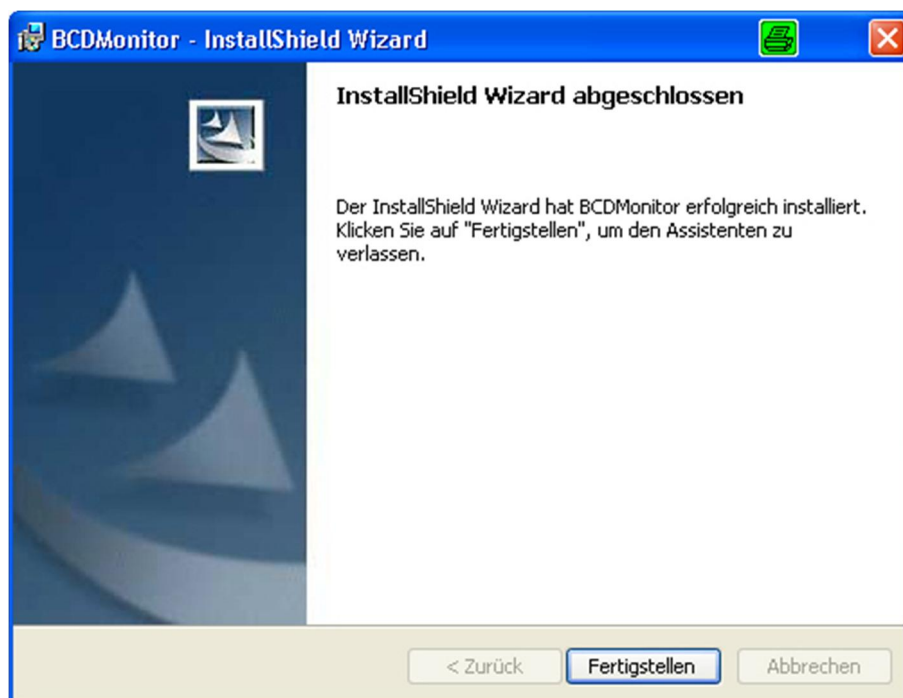 BCDMonitor - InstallShield Wizard
InstallShield Wizard abgeschlossen
Der InstallShield Wizard hat BCDMonitor erfolgreich installiert.
Klicken Sie auf "Fertigstellen", um den Assistenten zu
verlassen.
< Zurück Fertigstellen Abbrechen